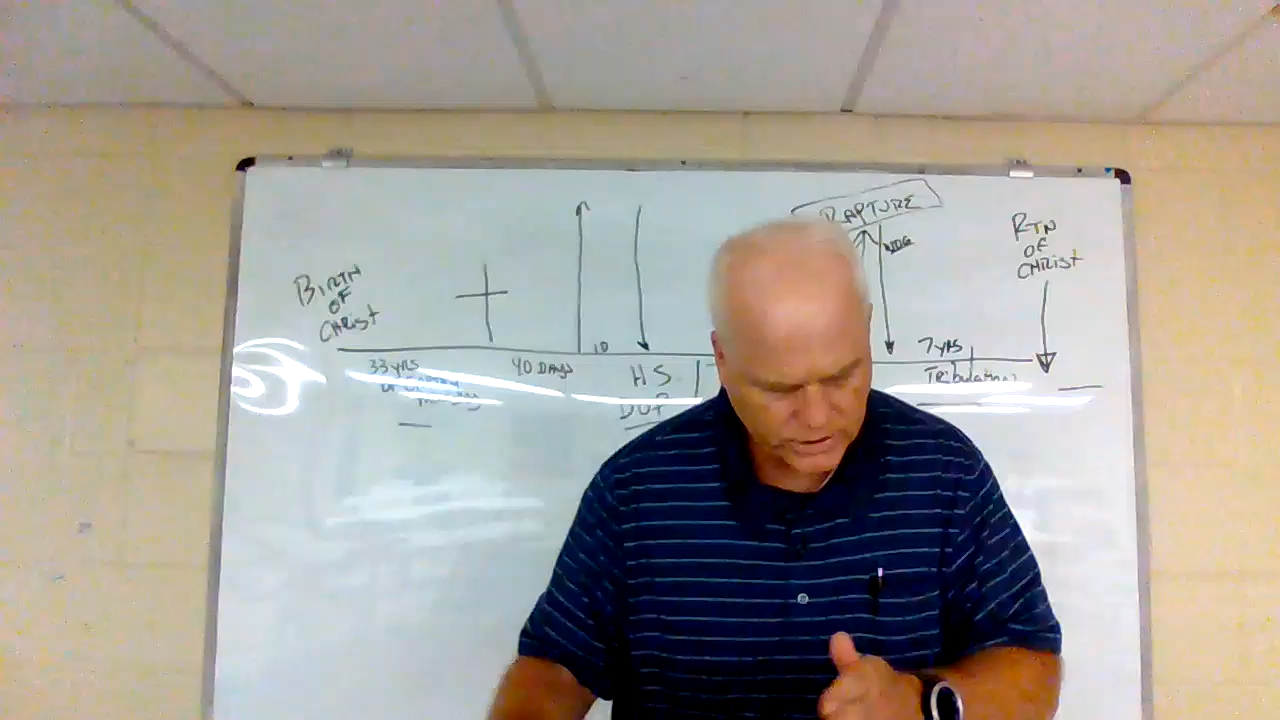 RAPTURE
RTN
OF
CHRIST
BIRTH
OF
CHRIST
10
7 YRS
33 YRS
40 DAYS
HS
Tribulation